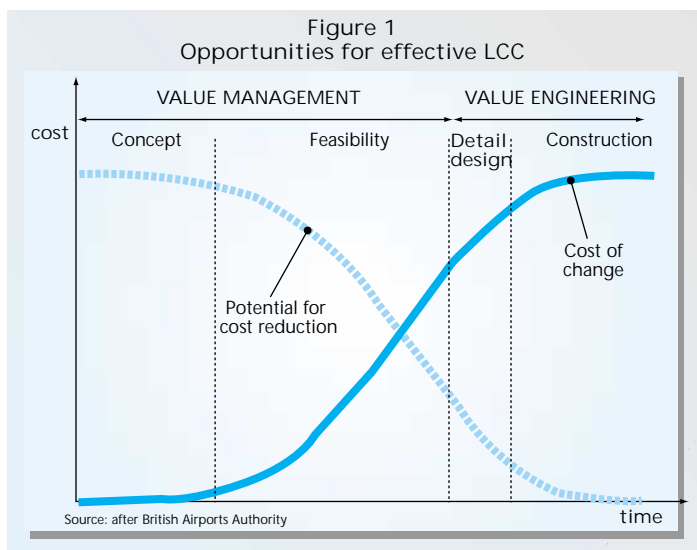 Figure 1
Opportunities for effective LCC
VALUE MANAGEMENT
VALUE ENGINEERING
cost
Concept
Feasibility
Detail
design
Construction
Cost of
change
Potential for
cost reduction
Source: after British Airports Authority
time